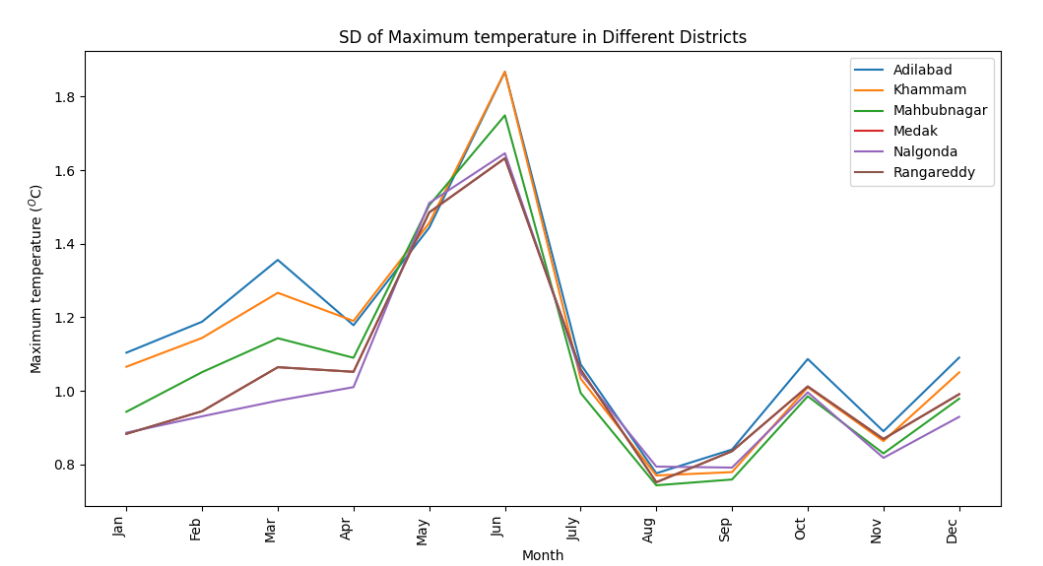 SD of Maximum temperature in Different Districts
Adilabad
Khammam
Mahbubnagar
Medak
Nalgonda
Rangareddy
Maximum temperature (°C)
1.8
1.6
1.4
1.2
1.0
0.8
Jan Feb Mar Apr May Jun July Aug Sep Oct Nov Dec
Month